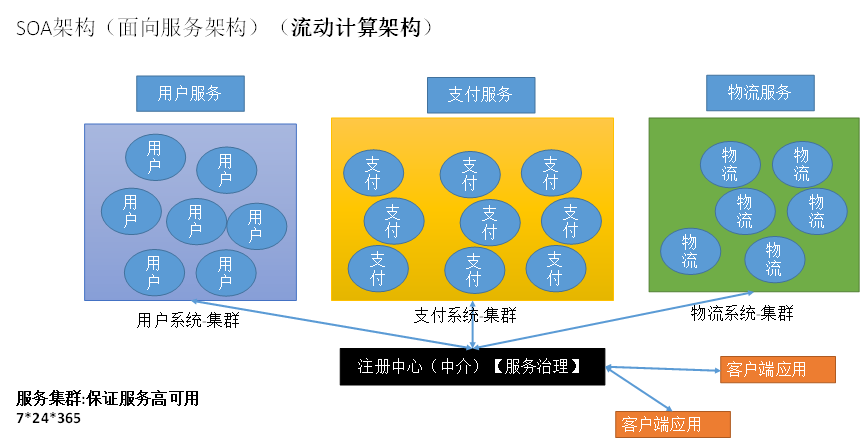 SOA架构（面向服务架构）（流动计算架构）
用户服务
支付服务
物流服务
用
户
用
户
用
户
用
户
用
户
用
户
用
户
支
付
支
付
支
付
支
付
支
付
支
付
支
付
支
付
支
付
物
流
物
流
物
流
物
流
物
流
物
流
用户系统-集群
支付系统-集群
物流系统-集群
注册中心（中介）【服务治理】
客户端应用
客户端应用
服务集群:保证服务高可用
7*24*365